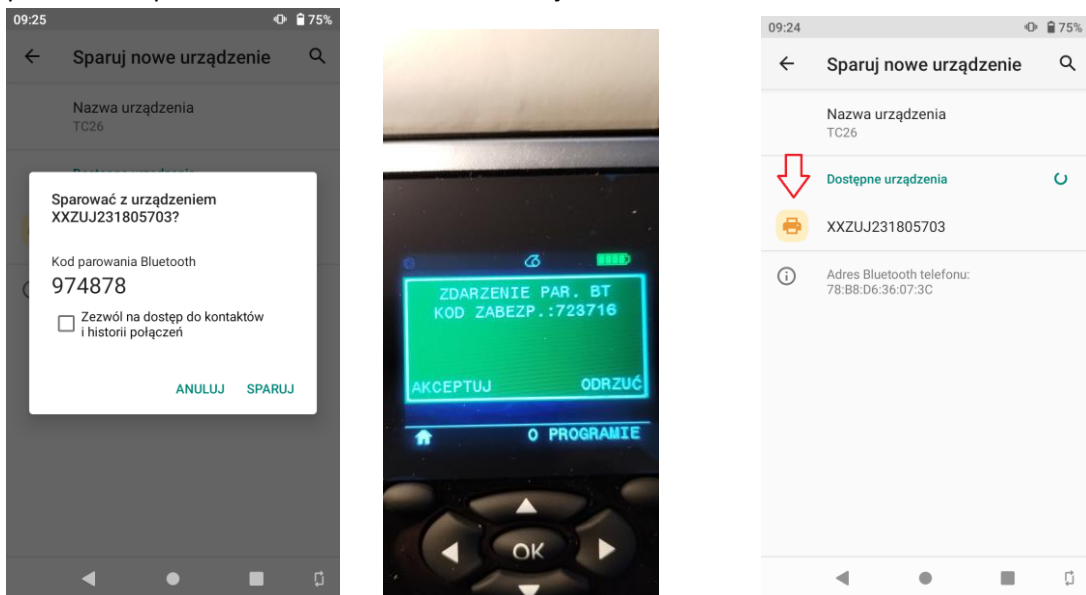 09:25
75%
Sparuj nowe urządzenie
Nazwa urządzenia
TC26
Sparować z urządzeniem
XXZUJ231805703?
Kod parowania Bluetooth
974878
Zezwól na dostęp do kontaktów
i historii połączeń
ANULUJ SPARUJ
ZDARZENIE PAR. BT
KOD ZABEZP.:723716
AKCEPTUJ ODRZUĆ
O PROGRAMIE
OK
09:24
75%
Sparuj nowe urządzenie
Nazwa urządzenia
TC26
Dostępne urządzenia
XXZUJ231805703
Adres Bluetooth telefonu:
78:B8:D6:36:07:3C